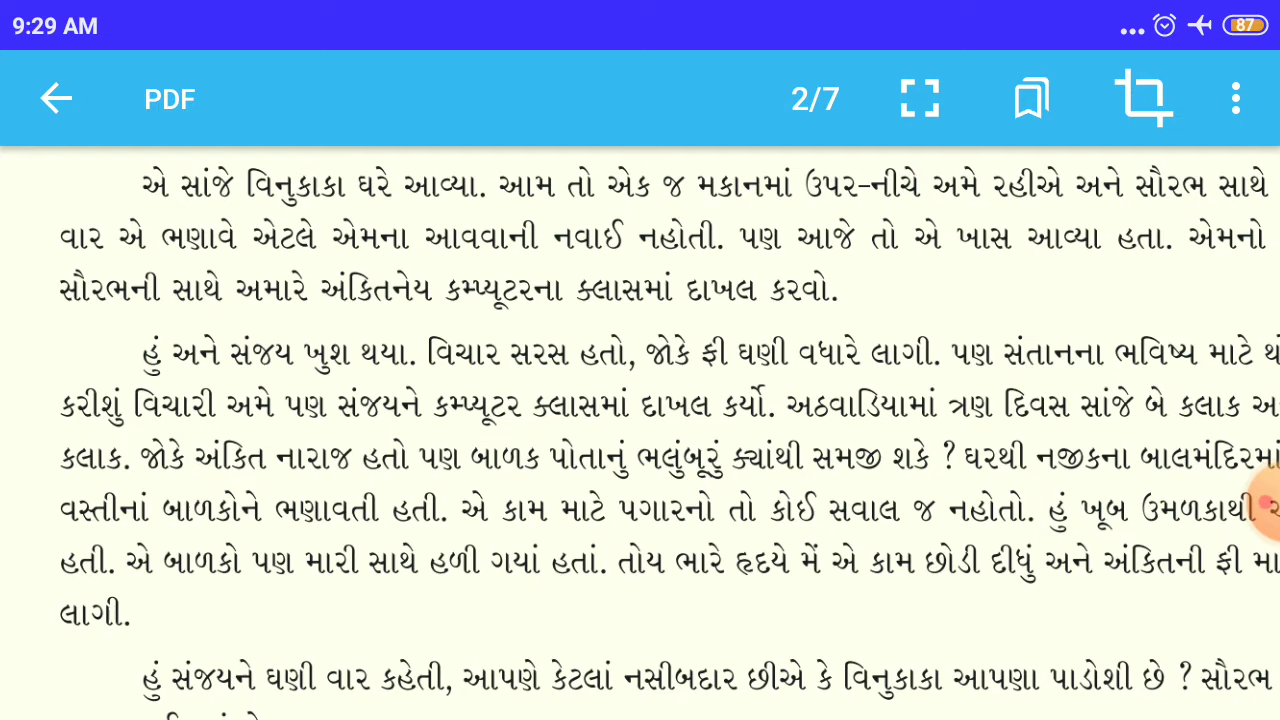 9:29 AM
87
PDF
2/7
એ સાંજે વિનુકાકા ઘરે આવ્યા. આમ તો એક જ મકાનમાં ઉપર-નીચે અમે રહીએ અને સૌરભ સાથે
વાર એ ભણાવે એટલે એમના આવવાની નવાઈ નહોતી. પણ આજે તો એ ખાસ આવ્યા હતા. એમનો
સૌરભની સાથે અમારે અંકિતનેય કમ્પ્યૂટરના ક્લાસમાં દાખલ કરવો.
હું અને સંજય ખુશ થયા. વિચાર સરસ હતો, જોકે ફી ઘણી વધારે લાગી. પણ સંતાનના ભવિષ્ય માટે
કરીશું વિચારી અમે પણ સંજયને કમ્પ્યૂટર ક્લાસમાં દાખલ કર્યો. અઠવાડિયામાં ત્રણ દિવસ સાંજે બે કલાક
કલાક. જોકે અંકિત નારાજ હતો પણ બાળક પોતાનું ભલુંબૂરું ક્યાંથી સમજી શકે ? ઘરથી નજીકના બાલમંદિરમાં
વસ્તીનાં બાળકોને ભણાવતી હતી. એ કામ માટે પગારનો તો કોઈ સવાલ જ નહોતો. હું ખૂબ ઉમળકાથી
હતી. એ બાળકો પણ મારી સાથે હળી ગયાં હતાં. તોય ભારે હૃદયે મેં એ કામ છોડી દીધું અને અંકિતની ફી
લાગી.
હું સંજયને ઘણી વાર કહેતી, આપણે કેટલાં નસીબદાર છીએ કે વિનુકાકા આપણા પાડોશી છે ? સૌરભ